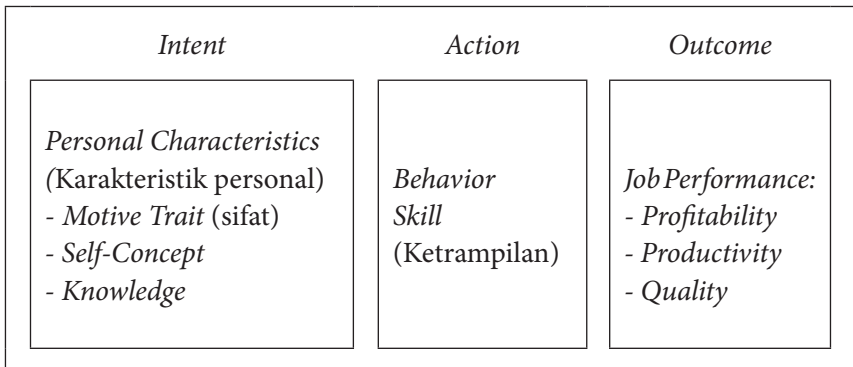 Intent
Action
Outcome
Personal Characteristics
(Karakteristik personal)
- Motive Trait (sifat)
- Self-Concept
- Knowledge
Behavior
Skill
(Ketrampilan)
Job Performance:
- Profitability
- Productivity
- Quality